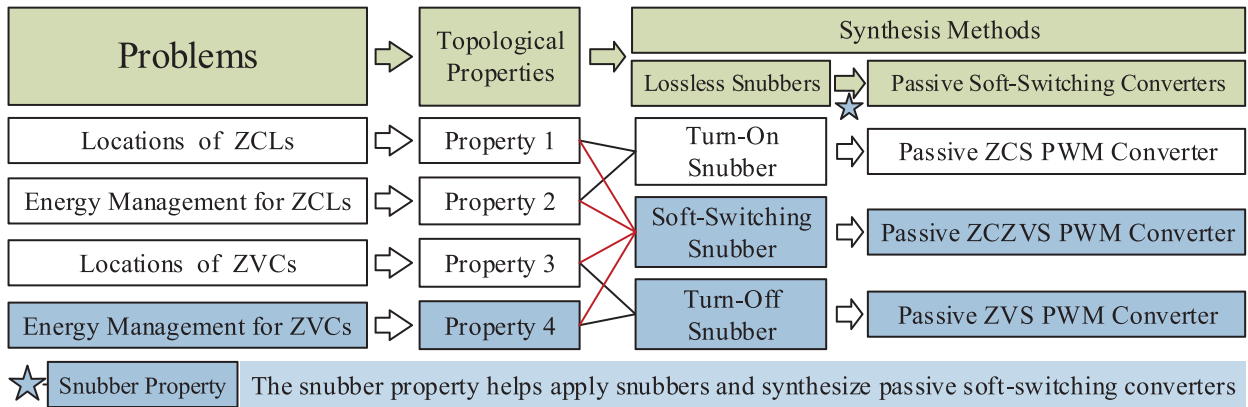 Problems
Topological
Properties
Synthesis Methods
Lossless Snubbers
Passive Soft-Switching Converters
Locations of ZCLs
Property 1
Turn-On
Snubber
Passive ZCS PWM Converter
Energy Management for ZCLs
Property 2
Soft-Switching
Snubber
Passive ZCZVS PWM Converter
Locations of ZVCs
Property 3
Turn-Off
Snubber
Passive ZVS PWM Converter
Energy Management for ZVCs
Property 4
Snubber Property
The snubber property helps apply snubbers and synthesize passive soft-switching converters